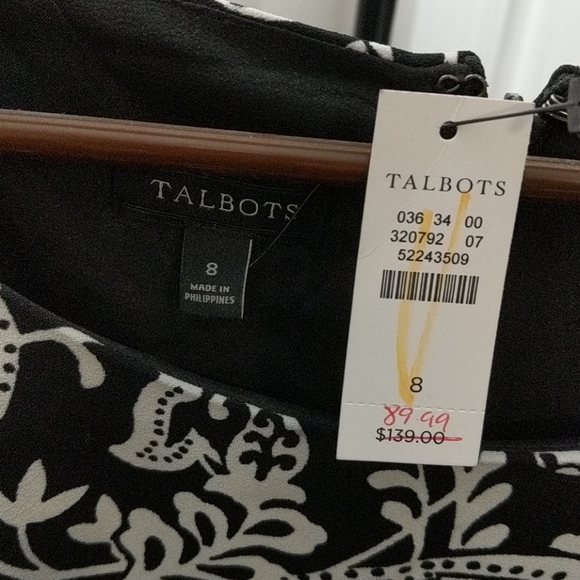 TALBOTS
8
MADE IN
PHILIPPINES
TALBOTS
036 34 00
320792 07
52243509
8
89.99
$139.00